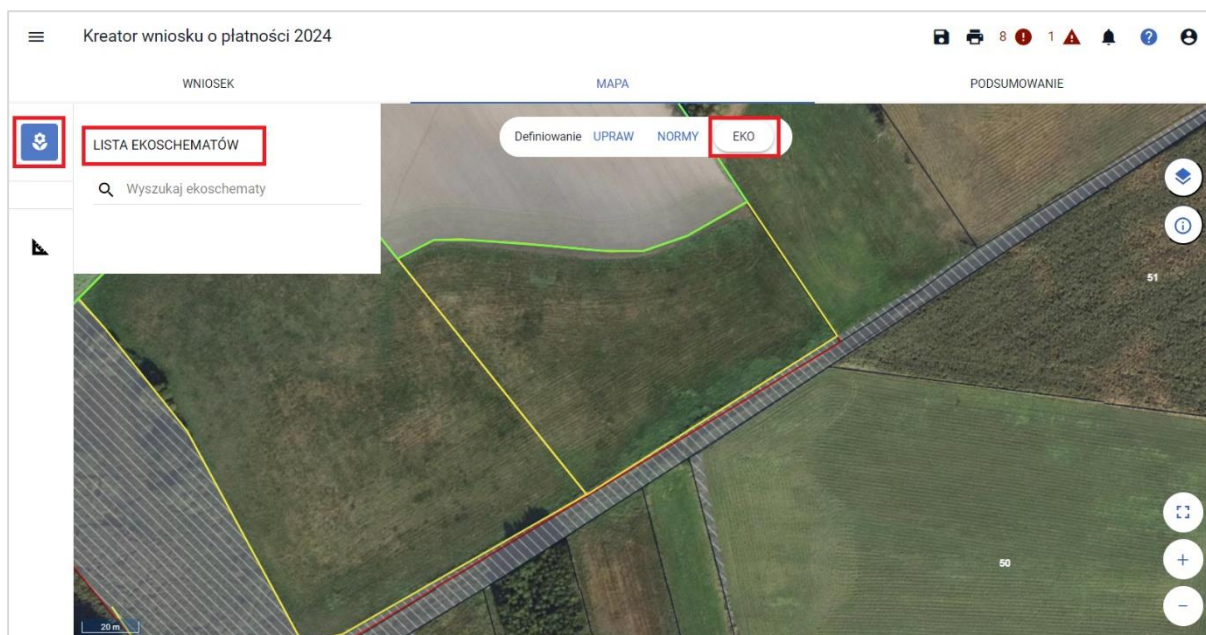 Kreator wniosku o płatności 2024
8
1
WNIOSEK
MAPA
PODSUMOWANIE
LISTA EKOSCHEMATÓW
Definiowanie UPRAW NORMY EKO
Wyszukaj ekoschematy
51
50
20 m